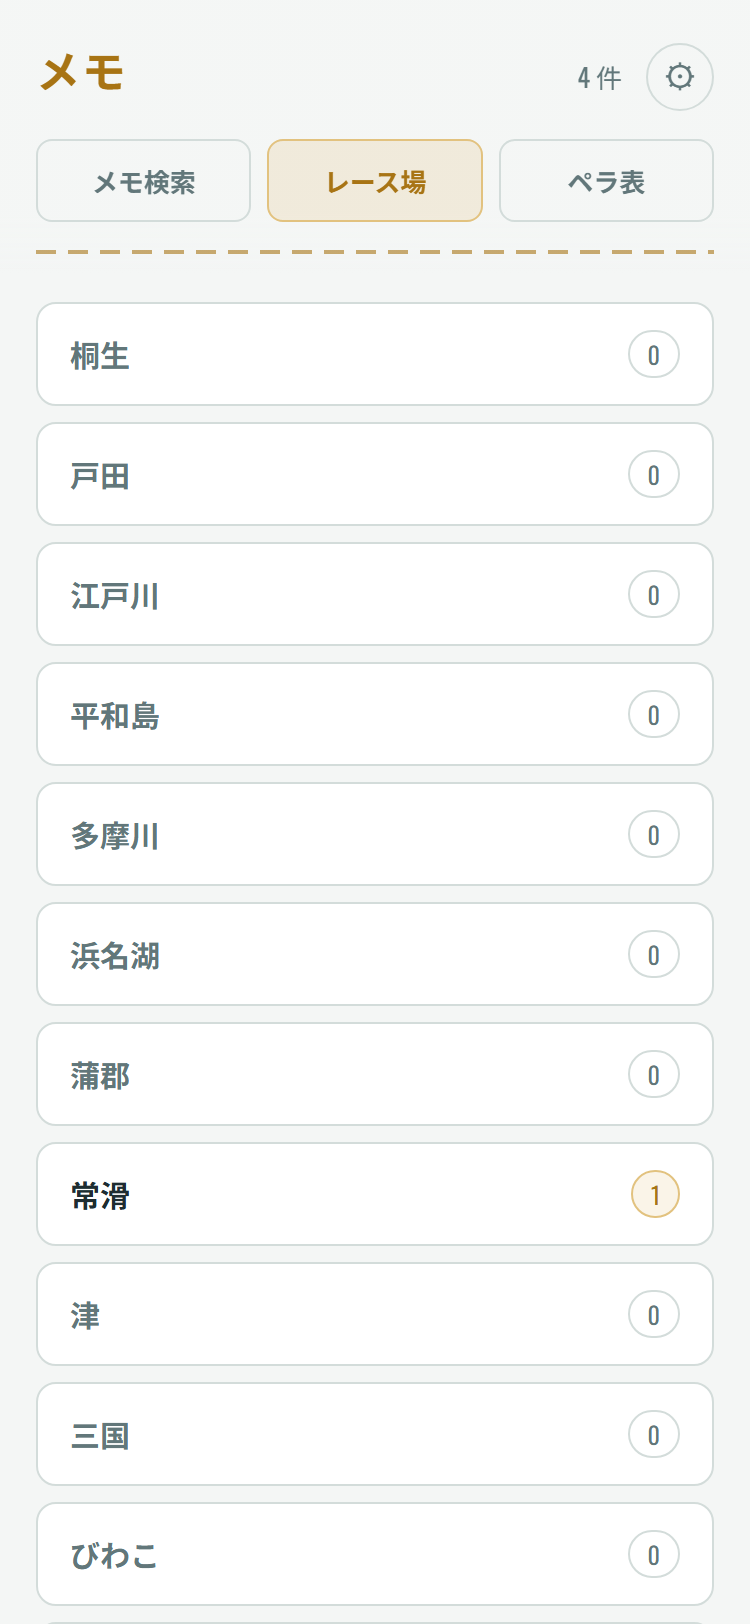 メモ
4 件
メモ検索
レース場
ペラ表
桐生 0
戸田 0
江戸川 0
平和島 0
多摩川 0
浜名湖 0
蒲郡 0
常滑 1
津 0
三国 0
びわこ 0